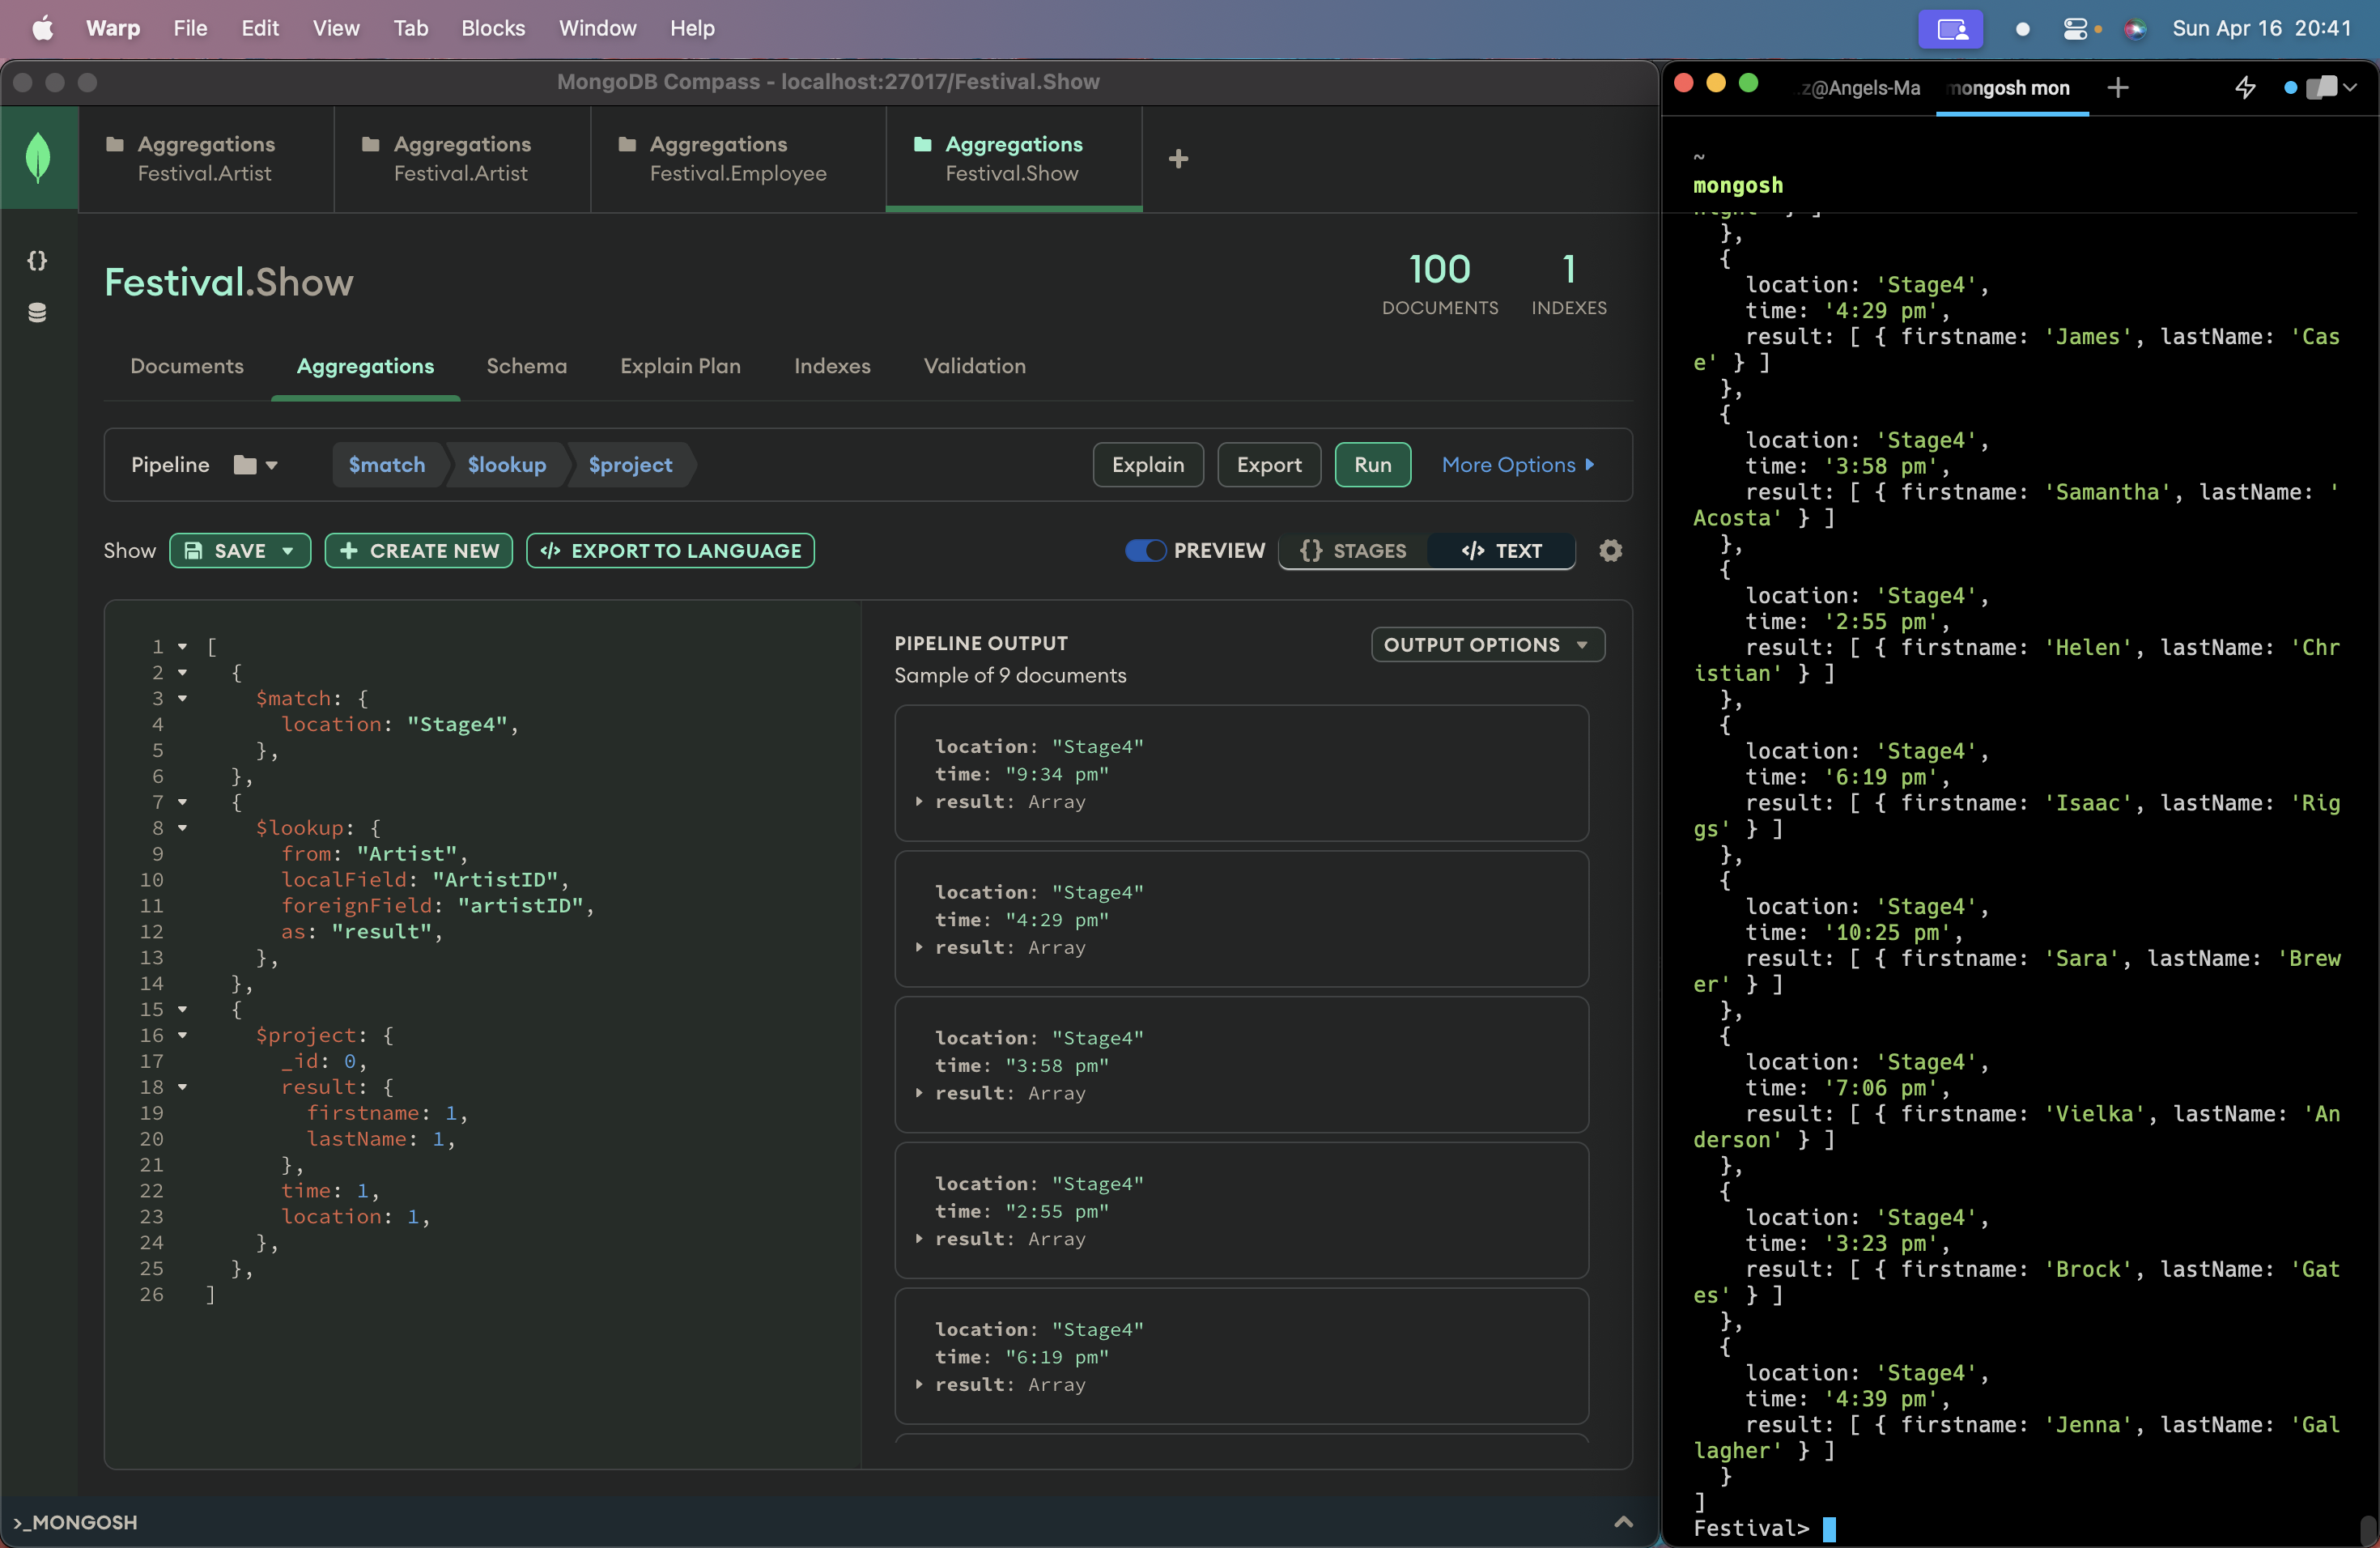 Warp File Edit View Tab Blocks Window Help
Sun Apr 16 20:41
MongoDB Compass - localhost:27017/Festival.Show
Aggregations
Festival.Artist
Aggregations
Festival.Artist
Aggregations
Festival.Employee
Aggregations
Festival.Show
Festival.Show
100
DOCUMENTS
1
INDEXES
Documents Aggregations Schema Explain Plan Indexes Validation
Pipeline $match $lookup $project Explain Export Run More Options
Show SAVE CREATE NEW EXPORT TO LANGUAGE PREVIEW STAGES TEXT
1 [
2 {
3 $match: {
4 location: "Stage4",
5 },
6 },
7 {
8 $lookup: {
9 from: "Artist",
10 localField: "ArtistID",
11 foreignField: "artistID",
12 as: "result",
13 },
14 },
15 {
16 $project: {
17 _id: 0,
18 result: {
19 firstname: 1,
20 lastName: 1,
21 },
22 time: 1,
23 location: 1,
24 },
25 },
26 ]
PIPELINE OUTPUT
OUTPUT OPTIONS
Sample of 9 documents
location: "Stage4"
time: "9:34 pm"
result: Array
location: "Stage4"
time: "4:29 pm"
result: Array
location: "Stage4"
time: "3:58 pm"
result: Array
location: "Stage4"
time: "2:55 pm"
result: Array
location: "Stage4"
time: "6:19 pm"
result: Array
>_MONGOSH
z@Angels-Ma mongosh mon
~
mongosh
},
{
location: 'Stage4',
time: '4:29 pm',
result: [ { firstname: 'James', lastName: 'Cas
e' } ]
},
{
location: 'Stage4',
time: '3:58 pm',
result: [ { firstname: 'Samantha', lastName: '
Acosta' } ]
},
{
location: 'Stage4',
time: '2:55 pm',
result: [ { firstname: 'Helen', lastName: 'Chr
istian' } ]
},
{
location: 'Stage4',
time: '6:19 pm',
result: [ { firstname: 'Isaac', lastName: 'Rig
gs' } ]
},
{
location: 'Stage4',
time: '10:25 pm',
result: [ { firstname: 'Sara', lastName: 'Brew
er' } ]
},
{
location: 'Stage4',
time: '7:06 pm',
result: [ { firstname: 'Vielka', lastName: 'An
derson' } ]
},
{
location: 'Stage4',
time: '3:23 pm',
result: [ { firstname: 'Brock', lastName: 'Gat
es' } ]
},
{
location: 'Stage4',
time: '4:39 pm',
result: [ { firstname: 'Jenna', lastName: 'Gal
lagher' } ]
}
]
Festival>